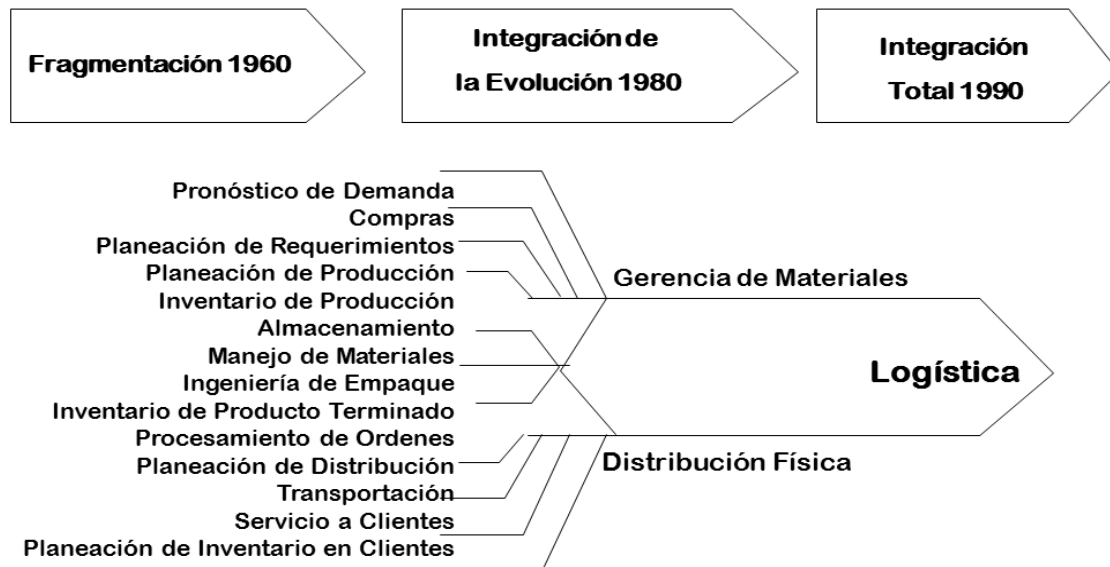 Fragmentación 1960
Integración de
la Evolución 1980
Integración
Total 1990
Pronóstico de Demanda
Compras
Planeación de Requerimientos
Planeación de Producción
Inventario de Producción
Almacenamiento
Manejo de Materiales
Ingeniería de Empaque
Inventario de Producto Terminado
Procesamiento de Ordenes
Planeación de Distribución
Transportación
Servicio a Clientes
Planeación de Inventario en Clientes
Gerencia de Materiales
Logística
Distribución Física